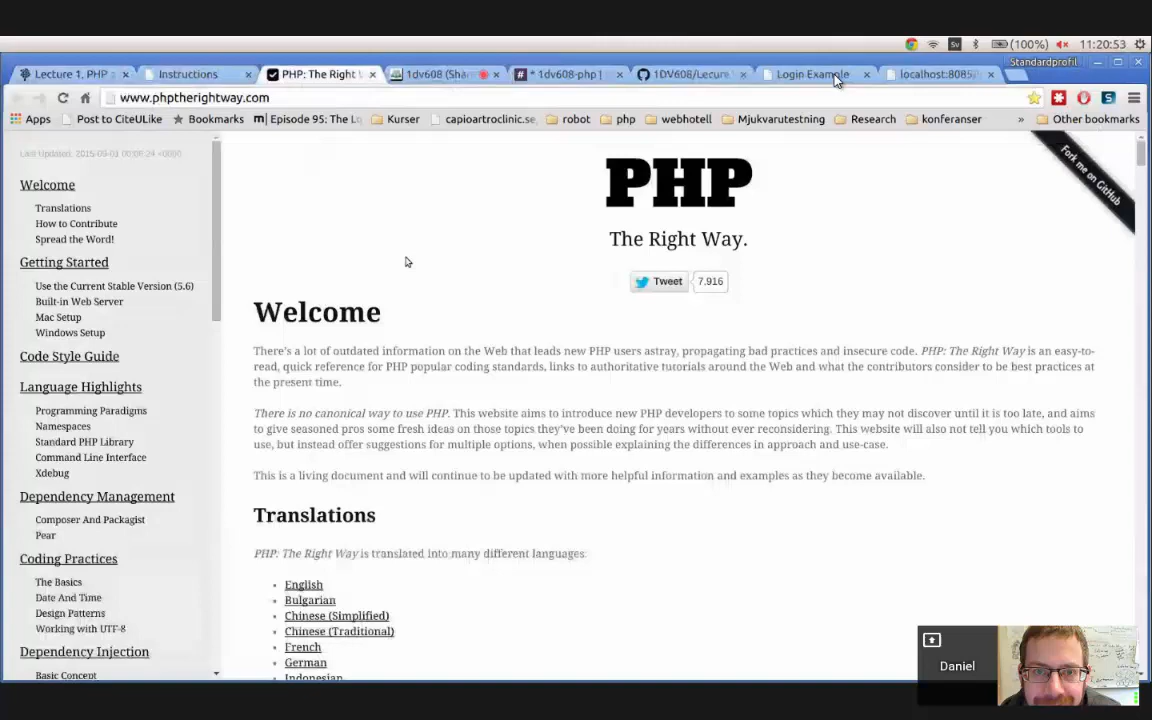 (100%) 11:20:53
Standardprofil
Lecture 1, PHP Instructions PHP: The Right 1dv608 (Sha # * 1dv608-php | 1DV608/Lecure Login Example localhost:8085/
www.phptherightway.com
Apps Post to CiteULike Bookmarks m| Episode 95: The Lo Kurser capioartroclinic.se, robot php webhotell Mjukvarutestning Research konferanser » Other bookmarks
Last Updated: 2015-09-01 00:06:24 +0000
Welcome
Translations
How to Contribute
Spread the Word!
Getting Started
Use the Current Stable Version (5.6)
Built-in Web Server
Mac Setup
Windows Setup
Code Style Guide
Language Highlights
Programming Paradigms
Namespaces
Standard PHP Library
Command Line Interface
Xdebug
Dependency Management
Composer And Packagist
Pear
Coding Practices
The Basics
Date And Time
Design Patterns
Working with UTF-8
Dependency Injection
Basic Concept
Fork me on GitHub
PHP
The Right Way.
Tweet 7.916
Welcome
There's a lot of outdated information on the Web that leads new PHP users astray, propagating bad practices and insecure code. PHP: The Right Way is an easy-to-
read, quick reference for PHP popular coding standards, links to authoritative tutorials around the Web and what the contributors consider to be best practices at
the present time.
There is no canonical way to use PHP. This website aims to introduce new PHP developers to some topics which they may not discover until it is too late, and aims
to give seasoned pros some fresh ideas on those topics they've been doing for years without ever reconsidering. This website will also not tell you which tools to
use, but instead offer suggestions for multiple options, when possible explaining the differences in approach and use-case.
This is a living document and will continue to be updated with more helpful information and examples as they become available.
Translations
PHP: The Right Way is translated into many different languages:
English
Bulgarian
Chinese (Simplified)
Chinese (Traditional)
French
German
Indonesian
Daniel